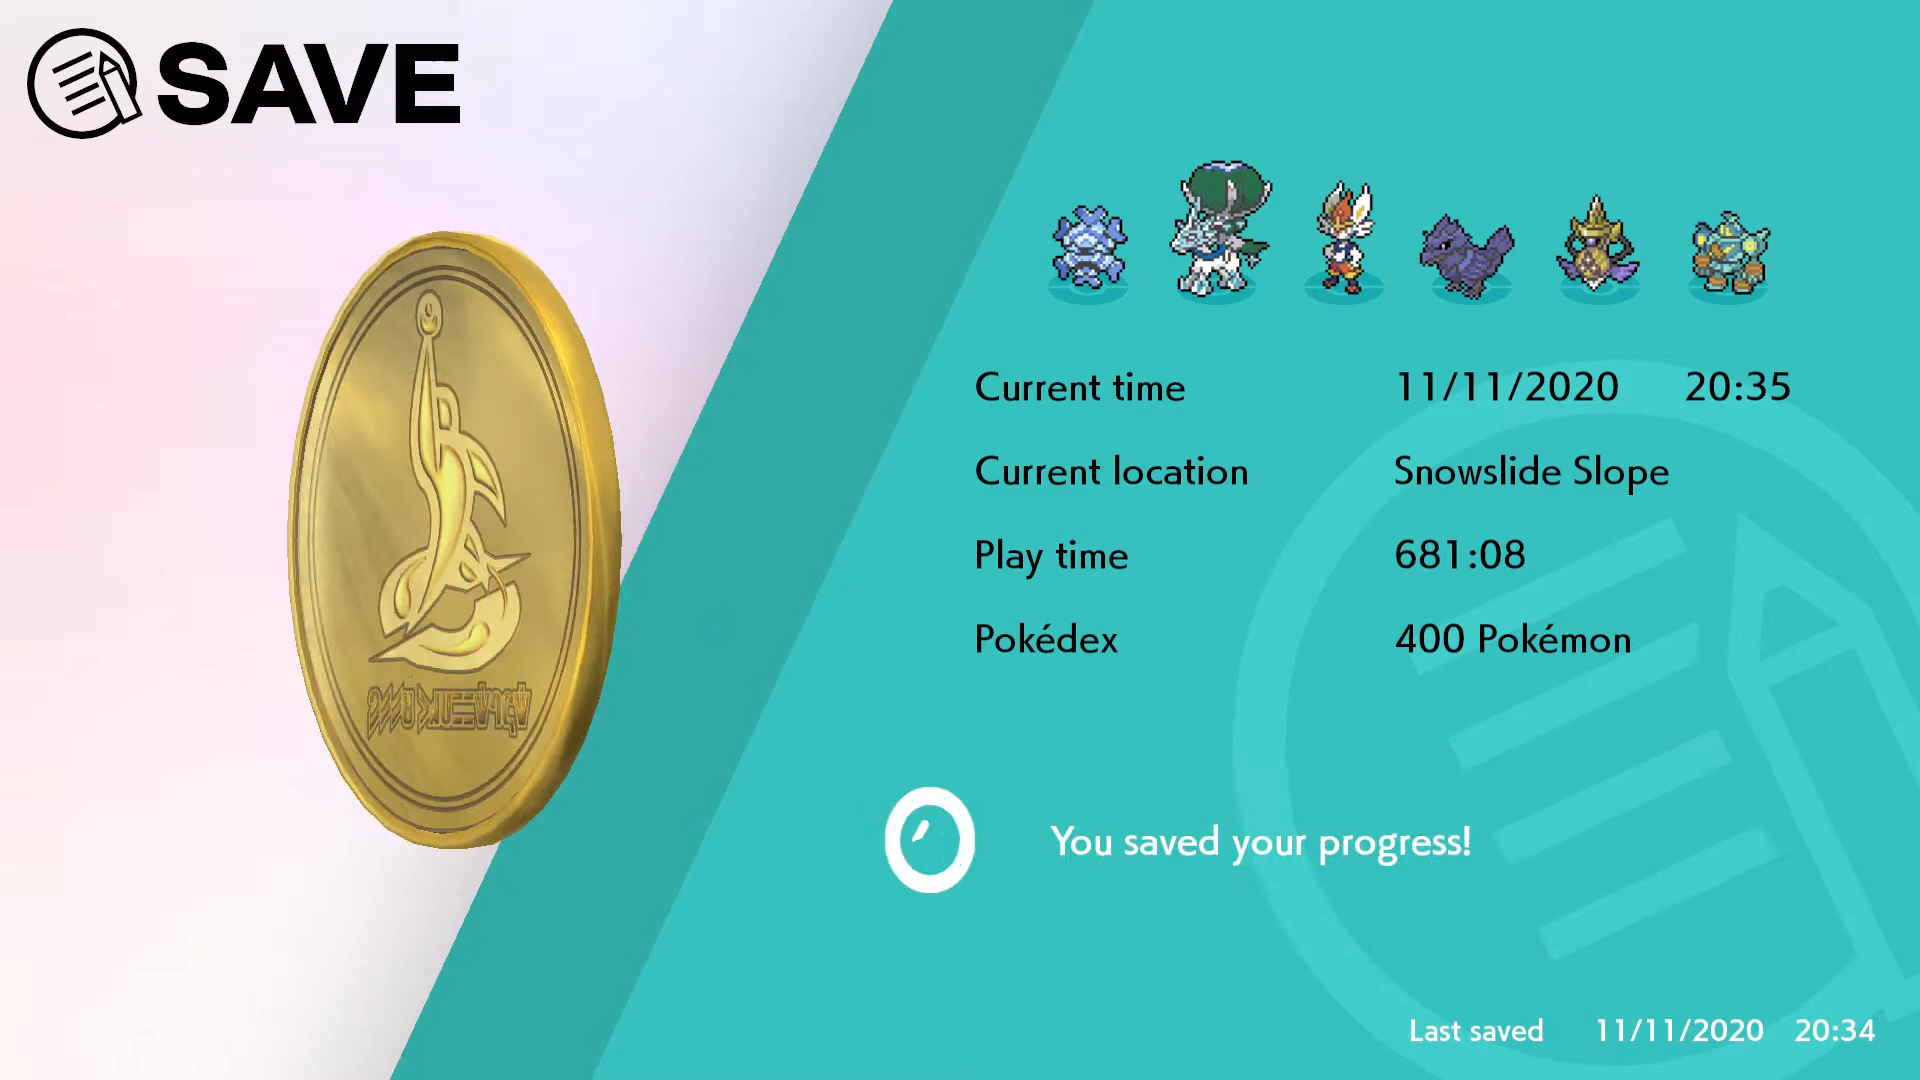 SAVE
Current time 11/11/2020 20:35
Current location Snowslide Slope
Play time 681:08
Pokédex 400 Pokémon
You saved your progress!
Last saved 11/11/2020 20:34